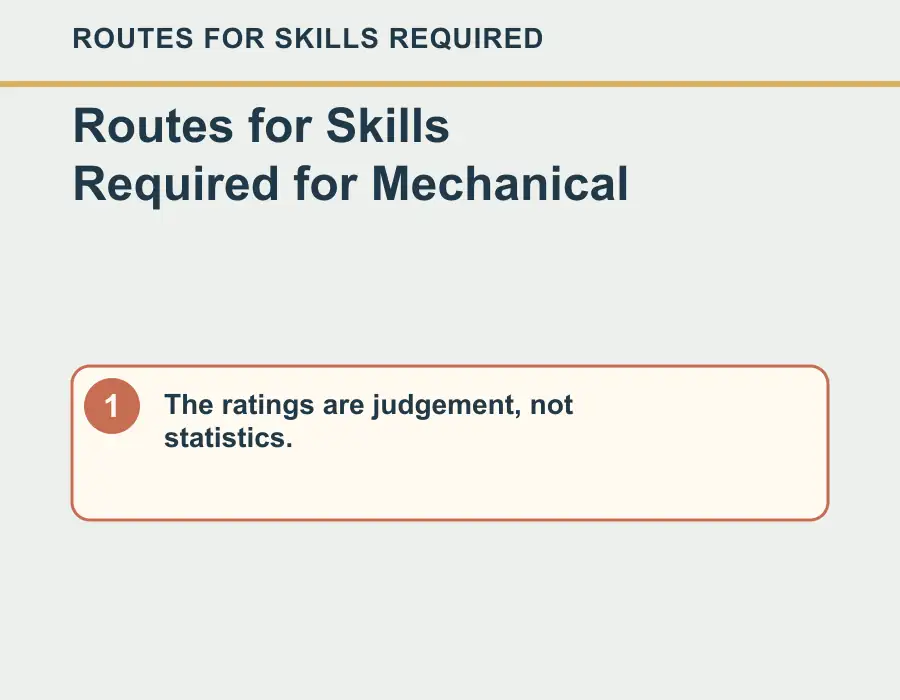 ROUTES FOR SKILLS REQUIRED
Routes for Skills
Required for Mechanical
1
The ratings are judgement, not
statistics.